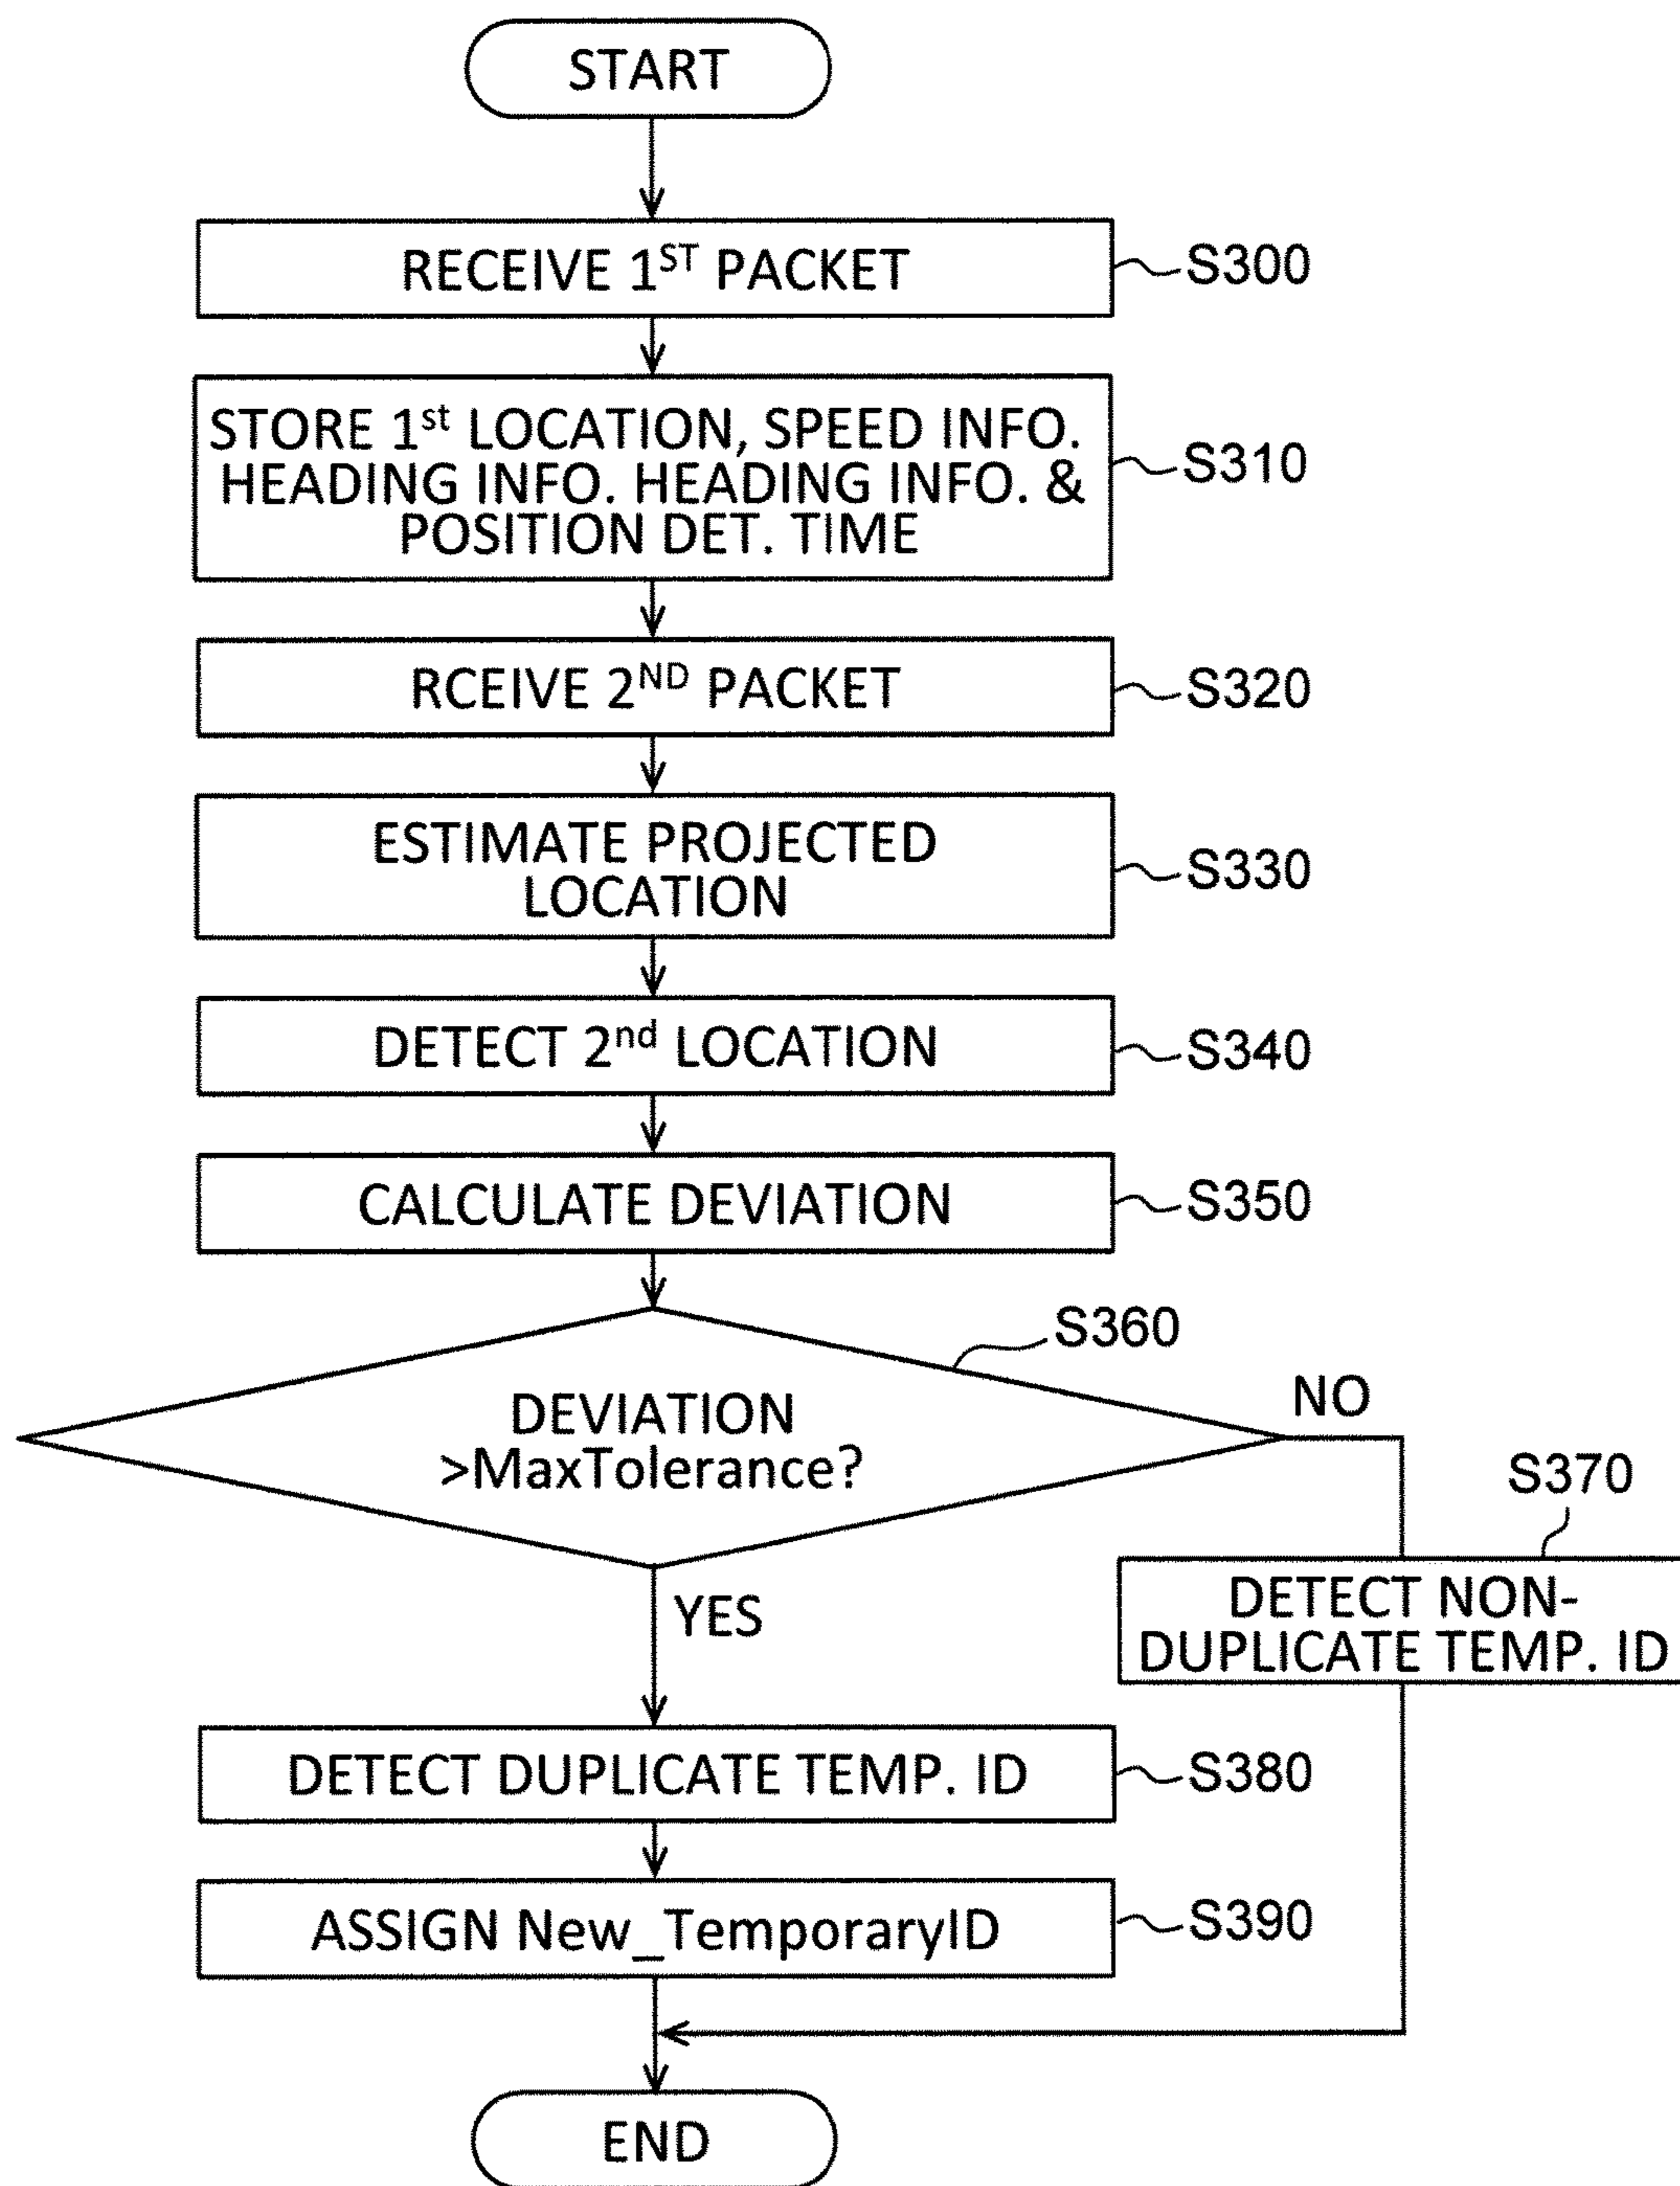 START
RECEIVE 1ST PACKET
S300
STORE 1st LOCATION, SPEED INFO.
HEADING INFO. HEADING INFO. &
POSITION DET. TIME
S310
RCEIVE 2ND PACKET
S320
ESTIMATE PROJECTED
LOCATION
S330
DETECT 2nd LOCATION
S340
CALCULATE DEVIATION
S350
S360
DEVIATION
>MaxTolerance?
NO
YES
S370
DETECT NON-
DUPLICATE TEMP. ID
DETECT DUPLICATE TEMP. ID
S380
ASSIGN New_TemporaryID
S390
END